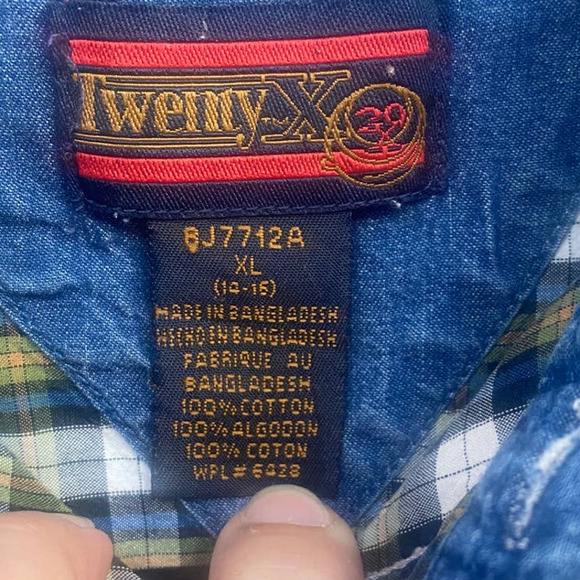 Twenty-X
20
X
BJ7712A
XL
(14-16)
MADE IN BANGLADESH
HECHO EN BANGLADESH
FABRIQUE AU
BANGLADESH
100% COTTON
100% ALGODON
100% COTON
WPL# 6428